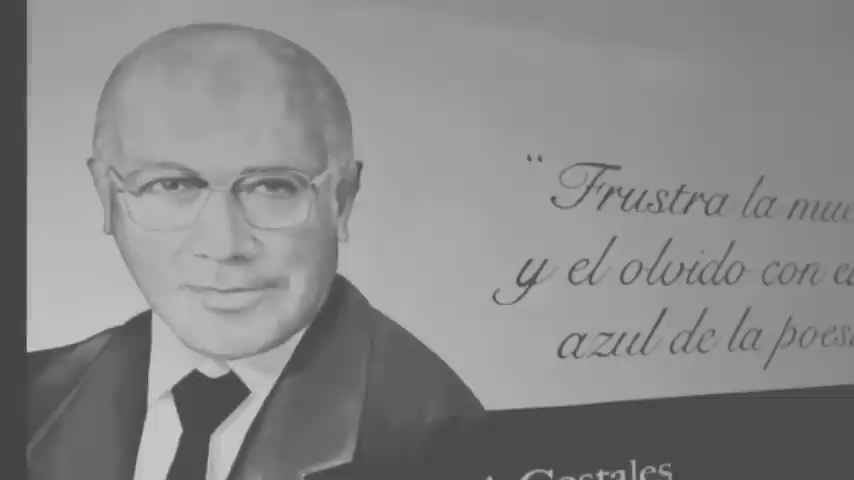 "Frustra la
y el olvido con
azul de la
Costales